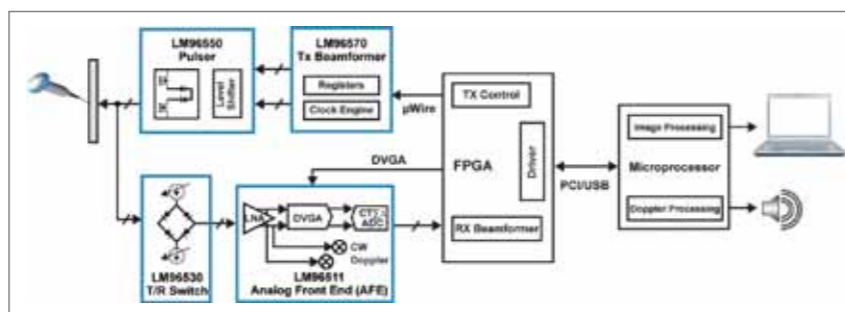 LM96550
Pulser
Level
Shifter
LM96570
Tx Beamformer
Registers
Clock Engine
µWire
TX Control
FPGA
Driver
RX Beamformer
DVGA
PCI/USB
Image Processing
Microprocessor
Doppler Processing
LM96530
T/R Switch
LNA
DVGA
ADC
CW
Doppler
LM96511
Analog Front End (AFE)